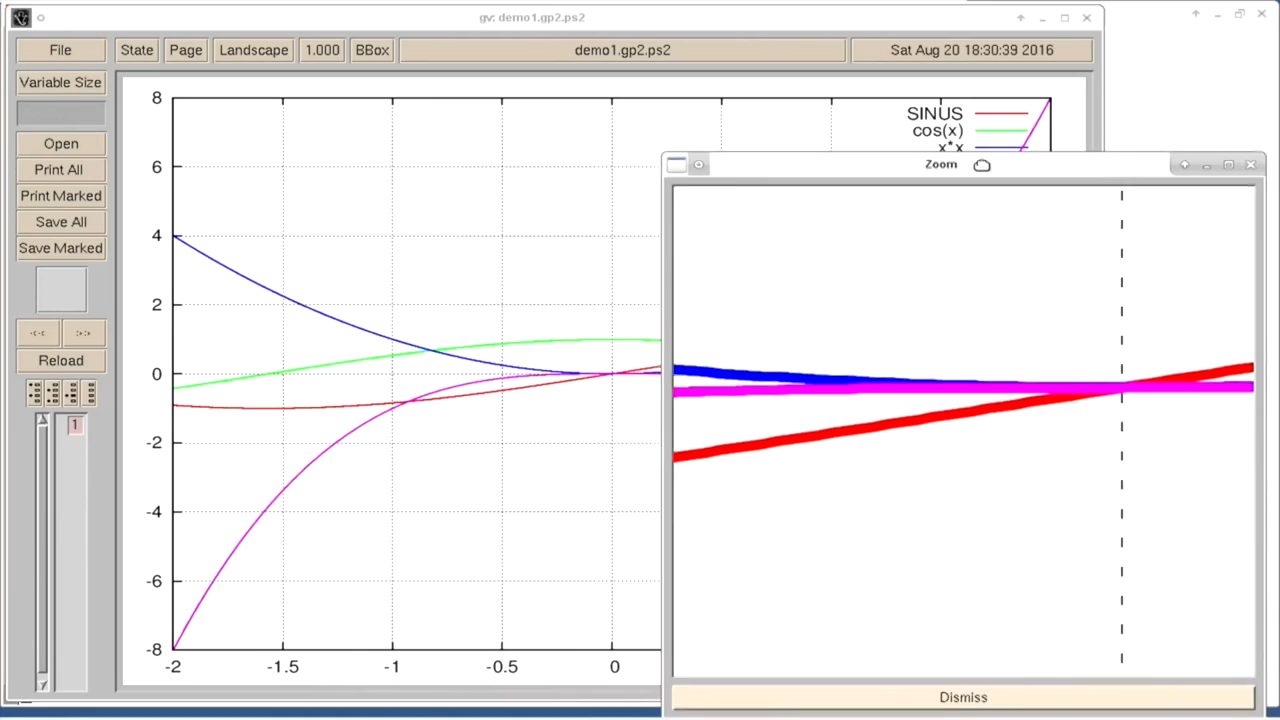 gv: demo1.gp2.ps2
File
State
Page
Landscape
1.000
BBox
demo1.gp2.ps2
Sat Aug 20 18:30:39 2016
Variable Size
Open
Print All
Print Marked
Save All
Save Marked
Reload
1
8
6
4
2
0
-2
-4
-6
-8
-2
-1.5
-1
-0.5
0
SINUS
cos(x)
x*x
Zoom
Dismiss